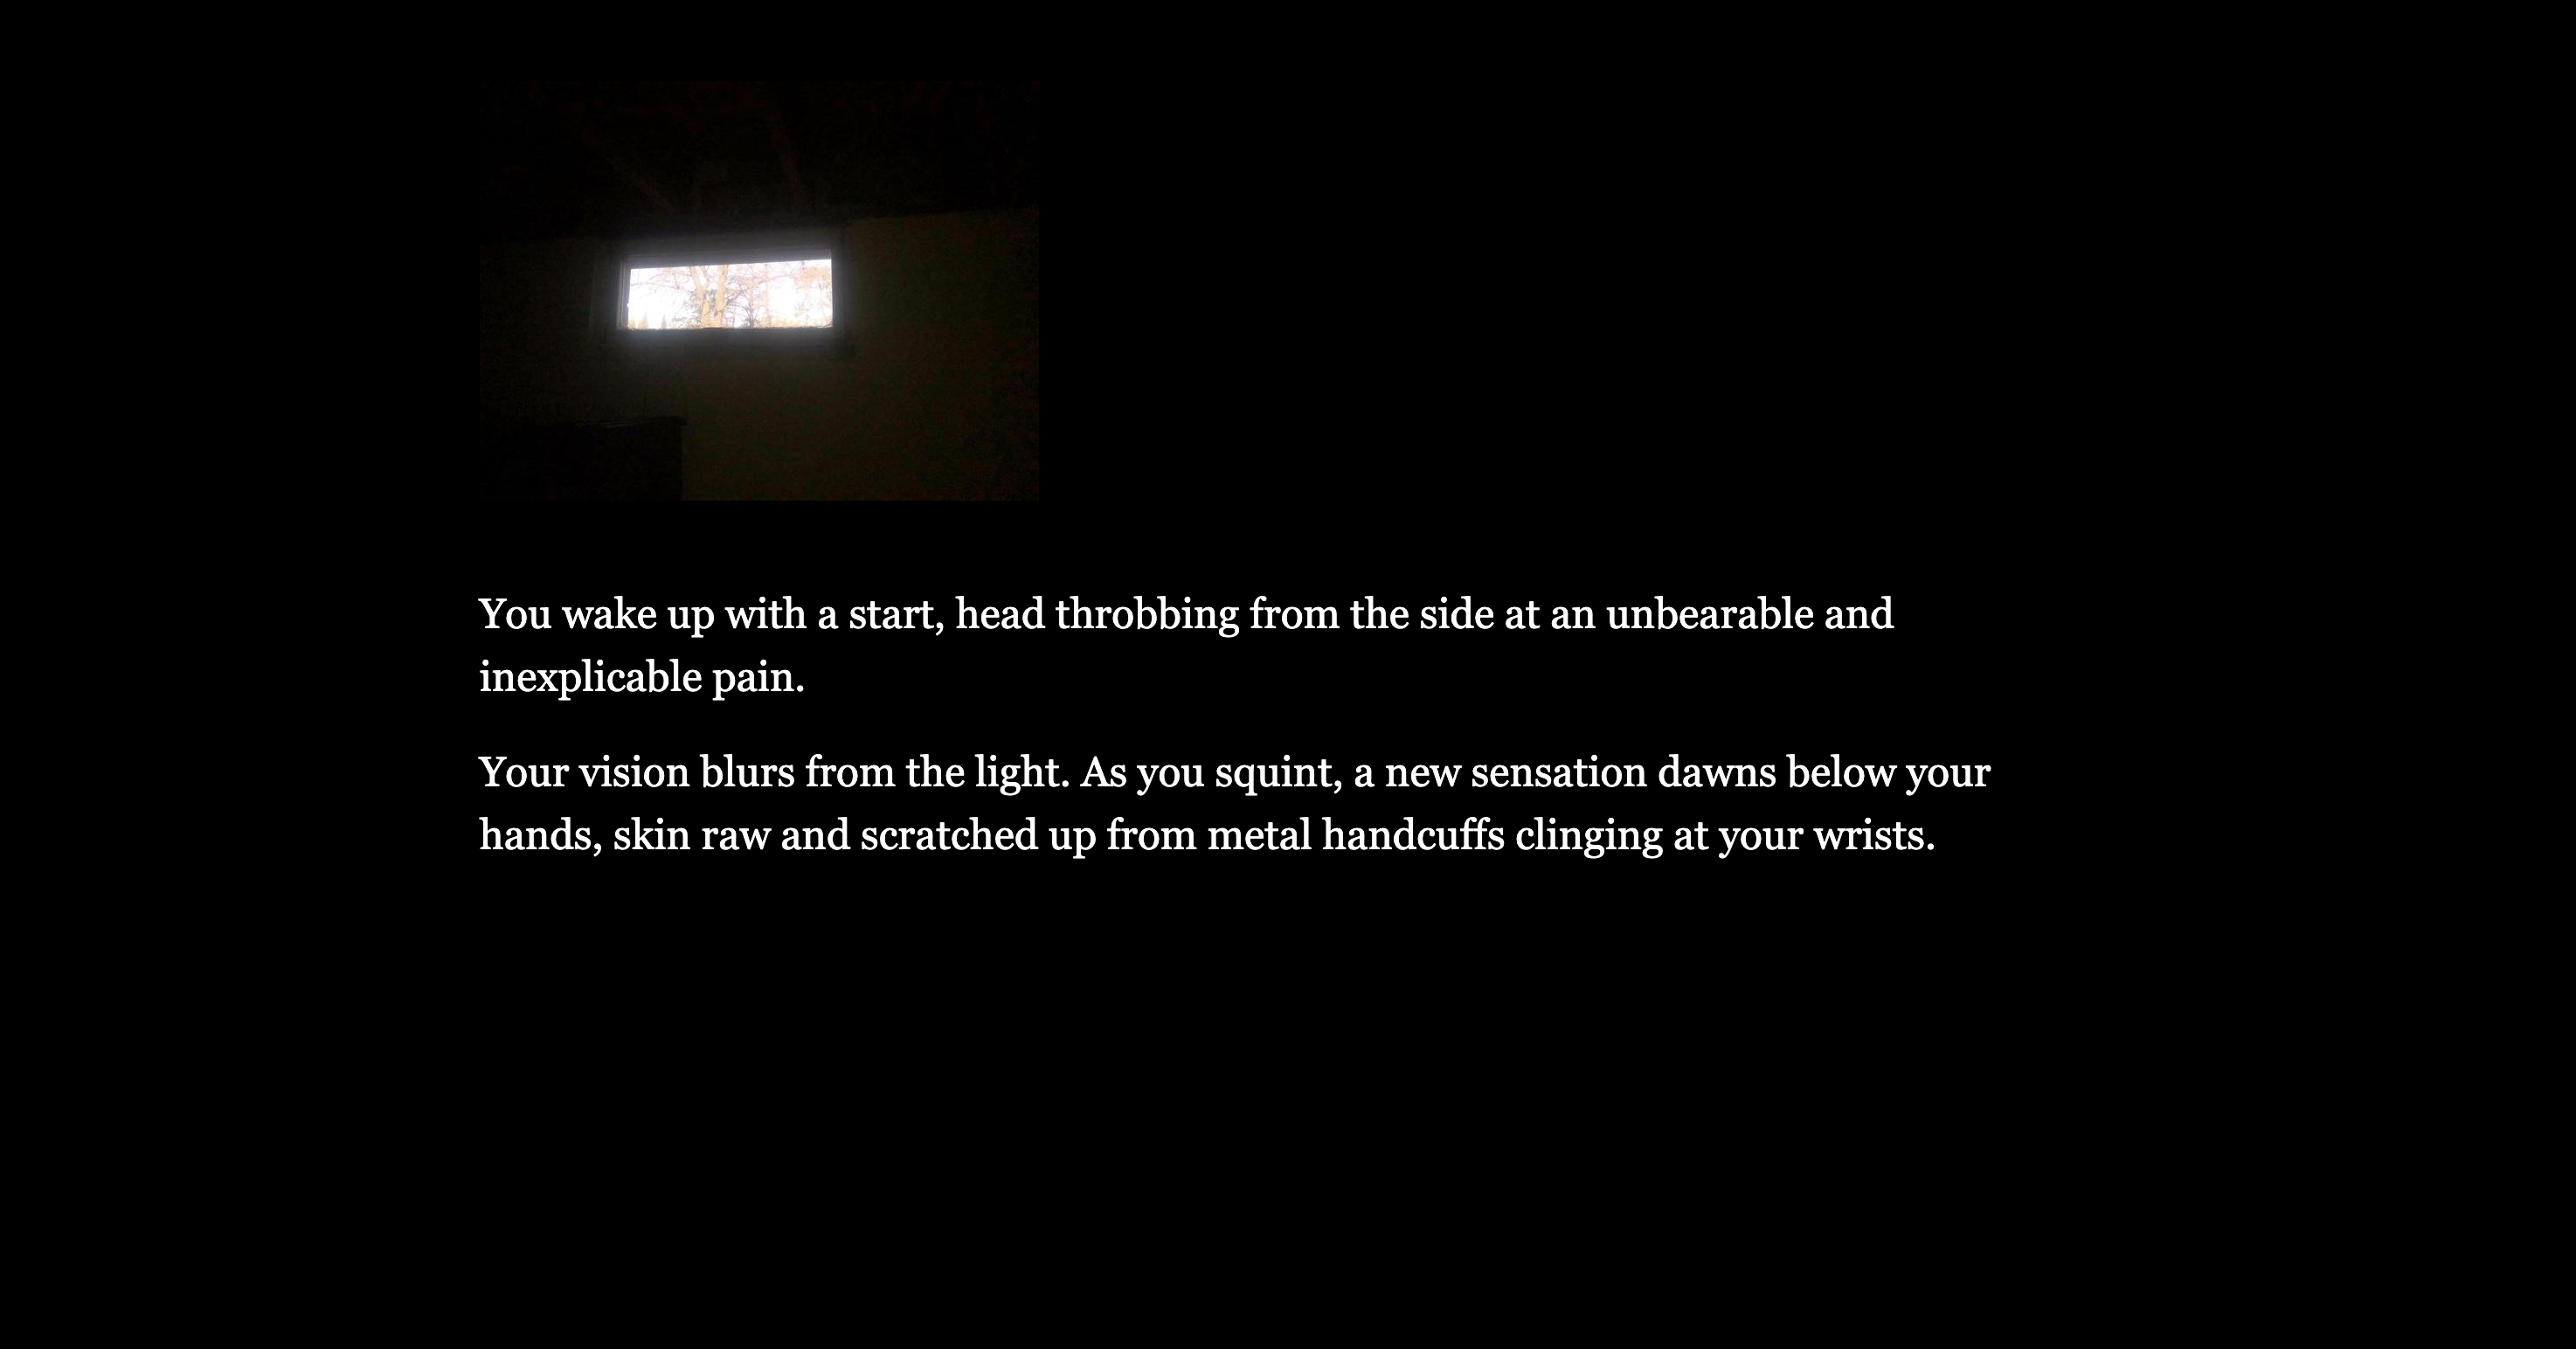 You wake up with a start, head throbbing from the side at an unbearable and
inexplicable pain.
Your vision blurs from the light. As you squint, a new sensation dawns below your
hands, skin raw and scratched up from metal handcuffs clinging at your wrists.